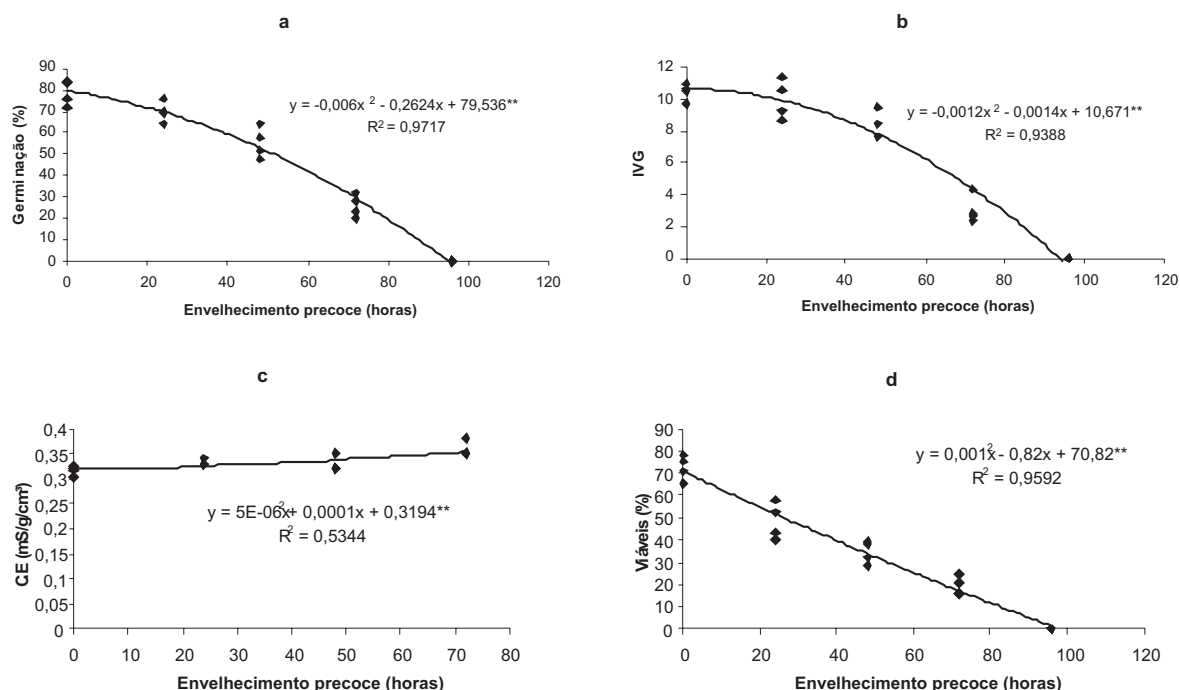 a
90
80
70
60
50
40
30
20
10
0
Germi nação (%)
y = -0,006x² - 0,2624x + 79,536**
R² = 0,9717
0 20 40 60 80 100 120
Envelhecimento precoce (horas)
b
12
10
8
6
4
2
0
IVG
y = -0,0012x² - 0,0014x + 10,671**
R² = 0,9388
0 20 40 60 80 100 120
Envelhecimento precoce (horas)
c
0,4
0,35
0,3
0,25
0,2
0,15
0,1
0,05
0
CE (mS/g/cm³)
y = 5E-06x² + 0,0001x + 0,3194**
R² = 0,5344
0 10 20 30 40 50 60 70 80
Envelhecimento precoce (horas)
d
90
80
70
60
50
40
30
20
10
0
Viáveis (%)
y = 0,001x² - 0,82x + 70,82**
R² = 0,9592
0 20 40 60 80 100 120
Envelhecimento precoce (horas)